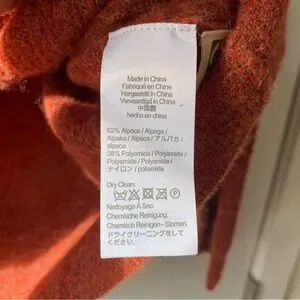 Made in China
Fabriqué en Chine
Hergestellt in China
Vervaardigd in China
中国製
hecho en china
62% Alpaca / Alpaga /
Alpaka / Alpaca / アルパカ /
alpaca
38% Polyamide / Polyamide /
Polyamide / Polyamide /
ナイロン / poliamida
Dry Clean.
Nettoyage À Sec.
Chemische Reinigung.
Chemisch Reinigen - Stomen.
ドライクリーニングをして
ください。